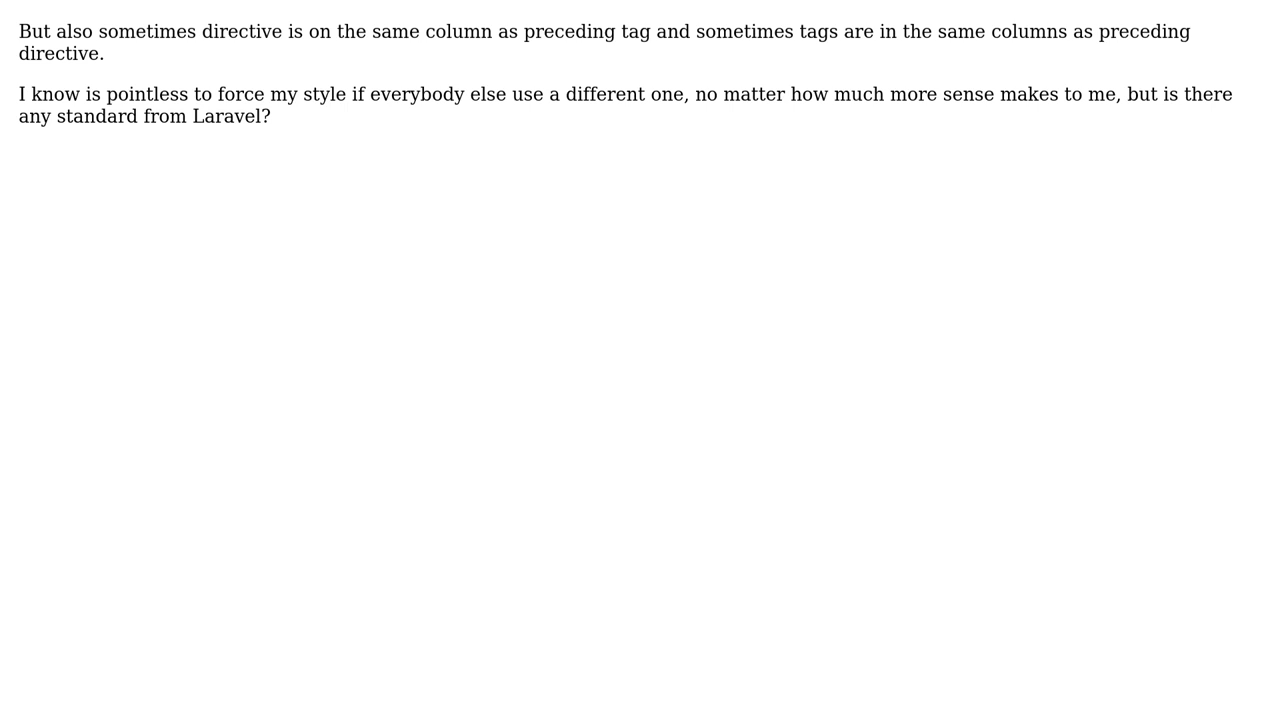 But also sometimes directive is on the same column as preceding tag and sometimes tags are in the same columns as preceding
directive.
I know is pointless to force my style if everybody else use a different one, no matter how much more sense makes to me, but is there
any standard from Laravel?